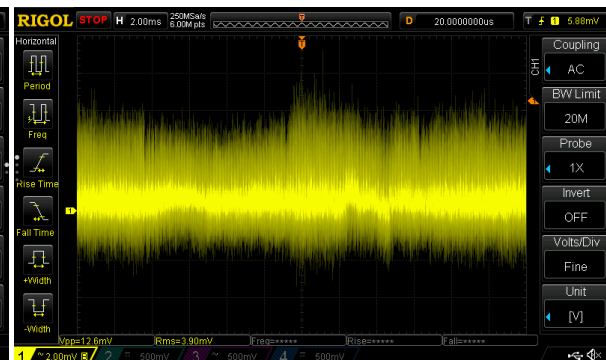 RIGOL STOP H 2.00ms 250MSa/s 6.00M pts D 20.0000000us T 1 5.88mV
Horizontal
Period
Freq
Rise Time
Fall Time
+Width
-Width
T
1
CH1
Coupling
AC
BW Limit
20M
Probe
1X
Invert
OFF
Volts/Div
Fine
Unit
[V]
Vpp=12.6mV Rms=3.90mV Freq=***** Rise=***** Fall=*****
1 ~ 2.00mV B 2 = 500mV 3 ~ 500mV 4 = 500mV